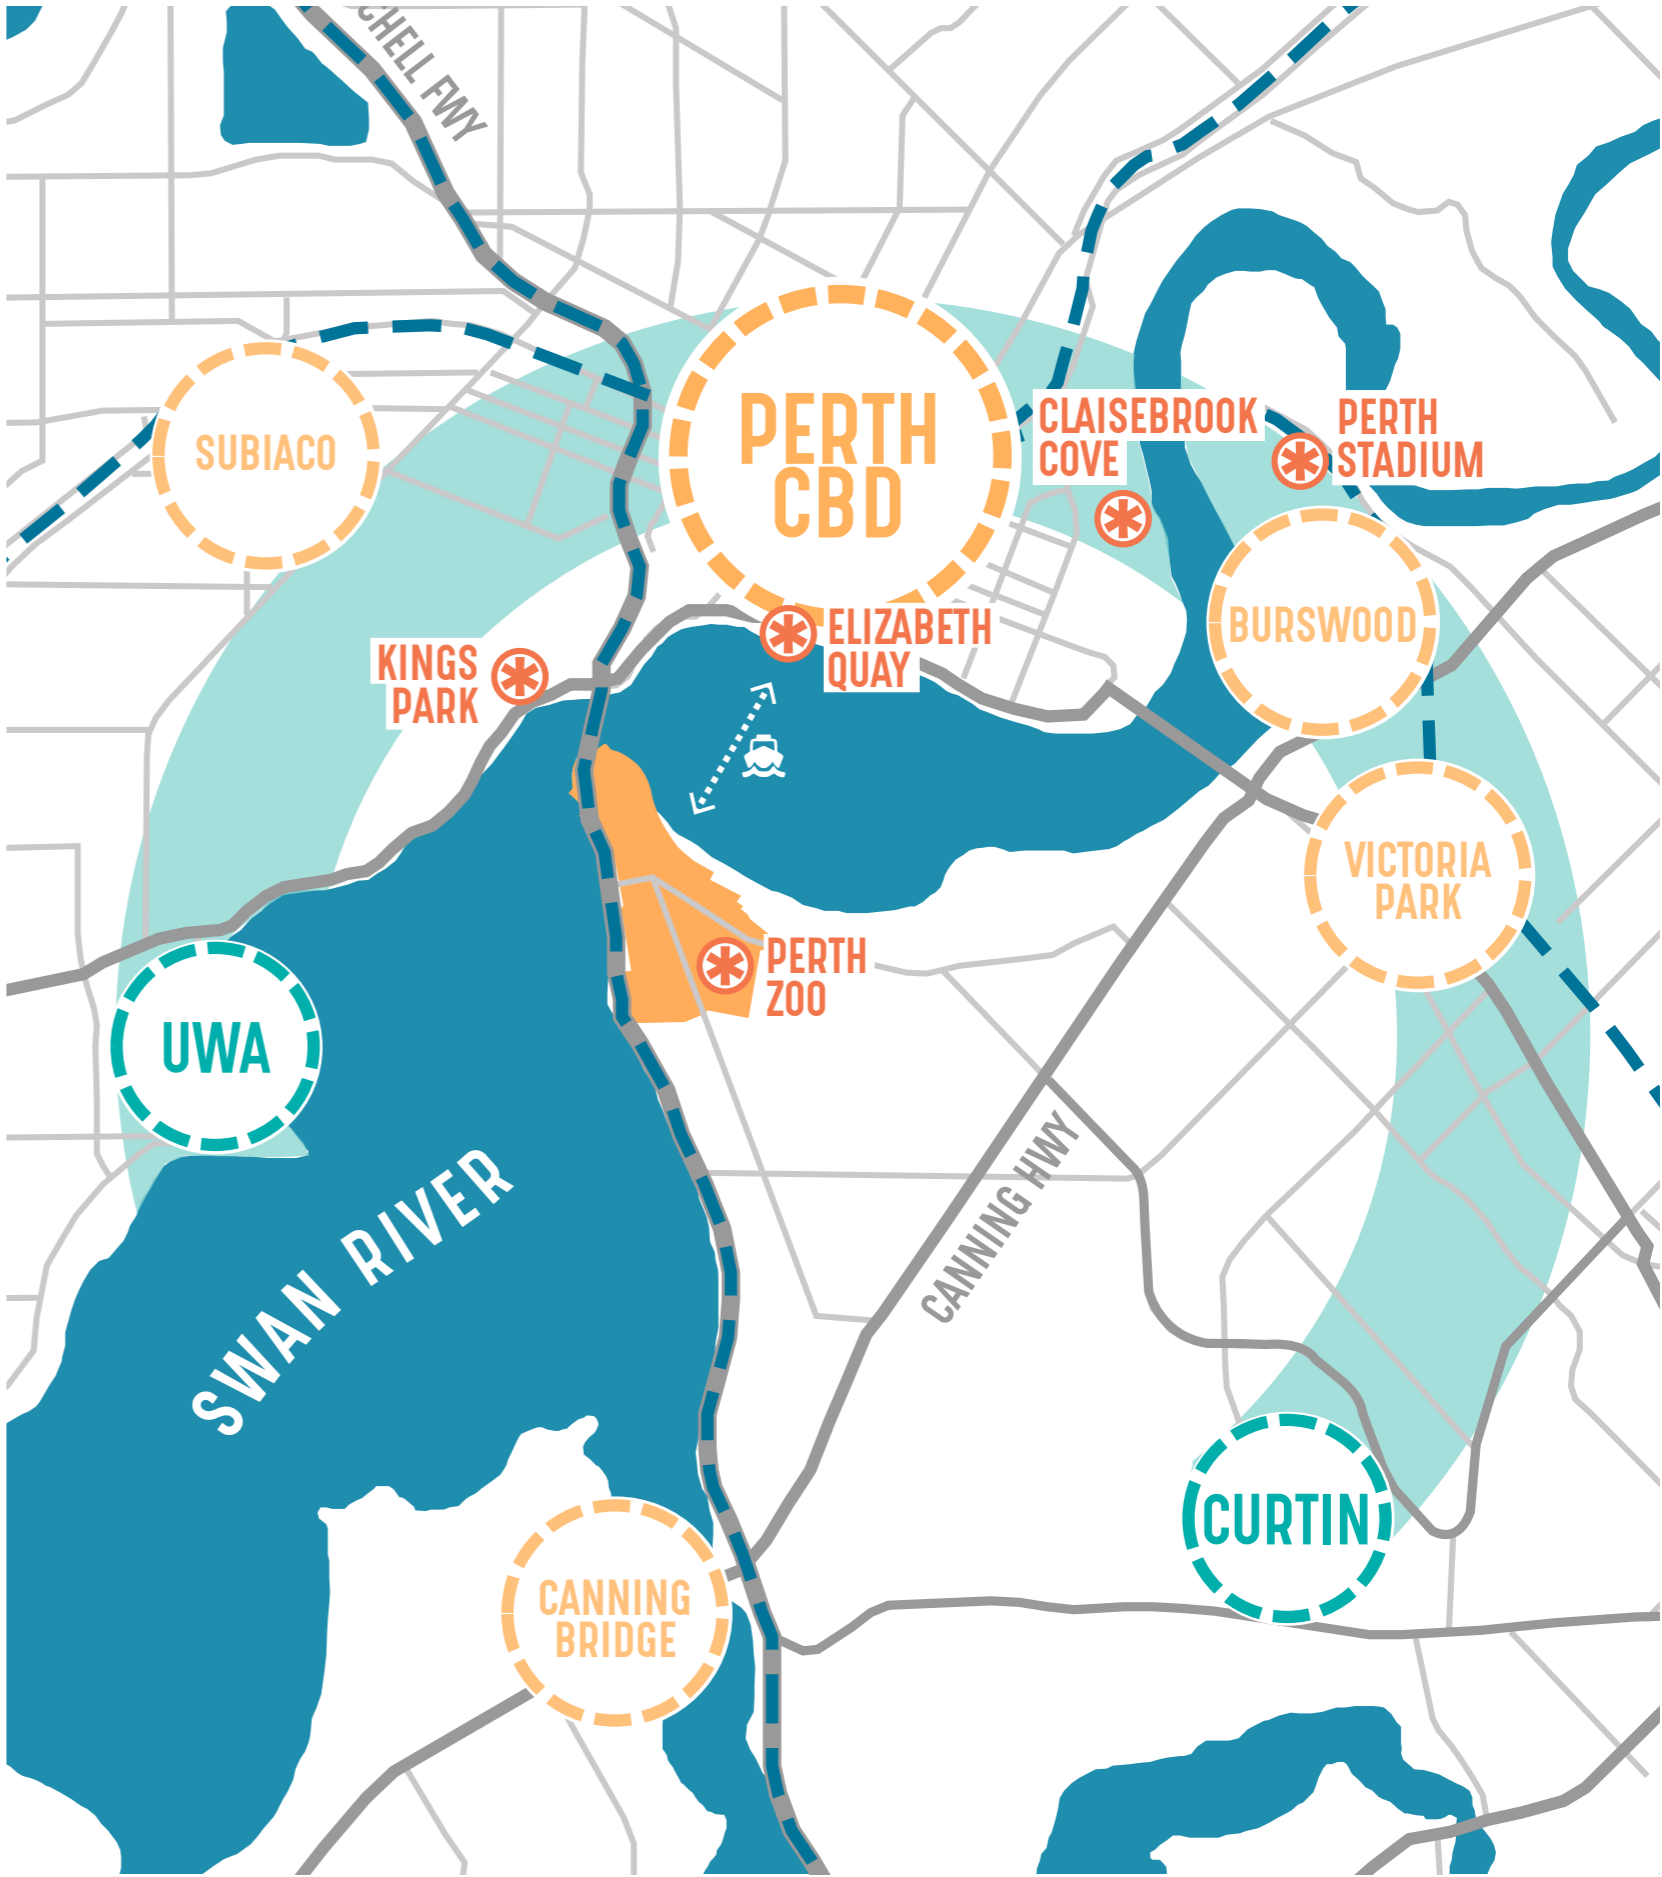 CHELL FWY
PERTH
CBD
SUBIACO
CLAISEBROOK
COVE
PERTH
STADIUM
BURSWOOD
ELIZABETH
QUAY
KINGS
PARK
VICTORIA
PARK
PERTH
ZOO
UWA
CANNING HWY
SWAN RIVER
CURTIN
CANNING
BRIDGE